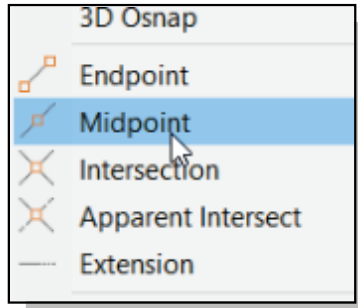 3D Osnap
Endpoint
Midpoint
Intersection
Apparent Intersect
Extension